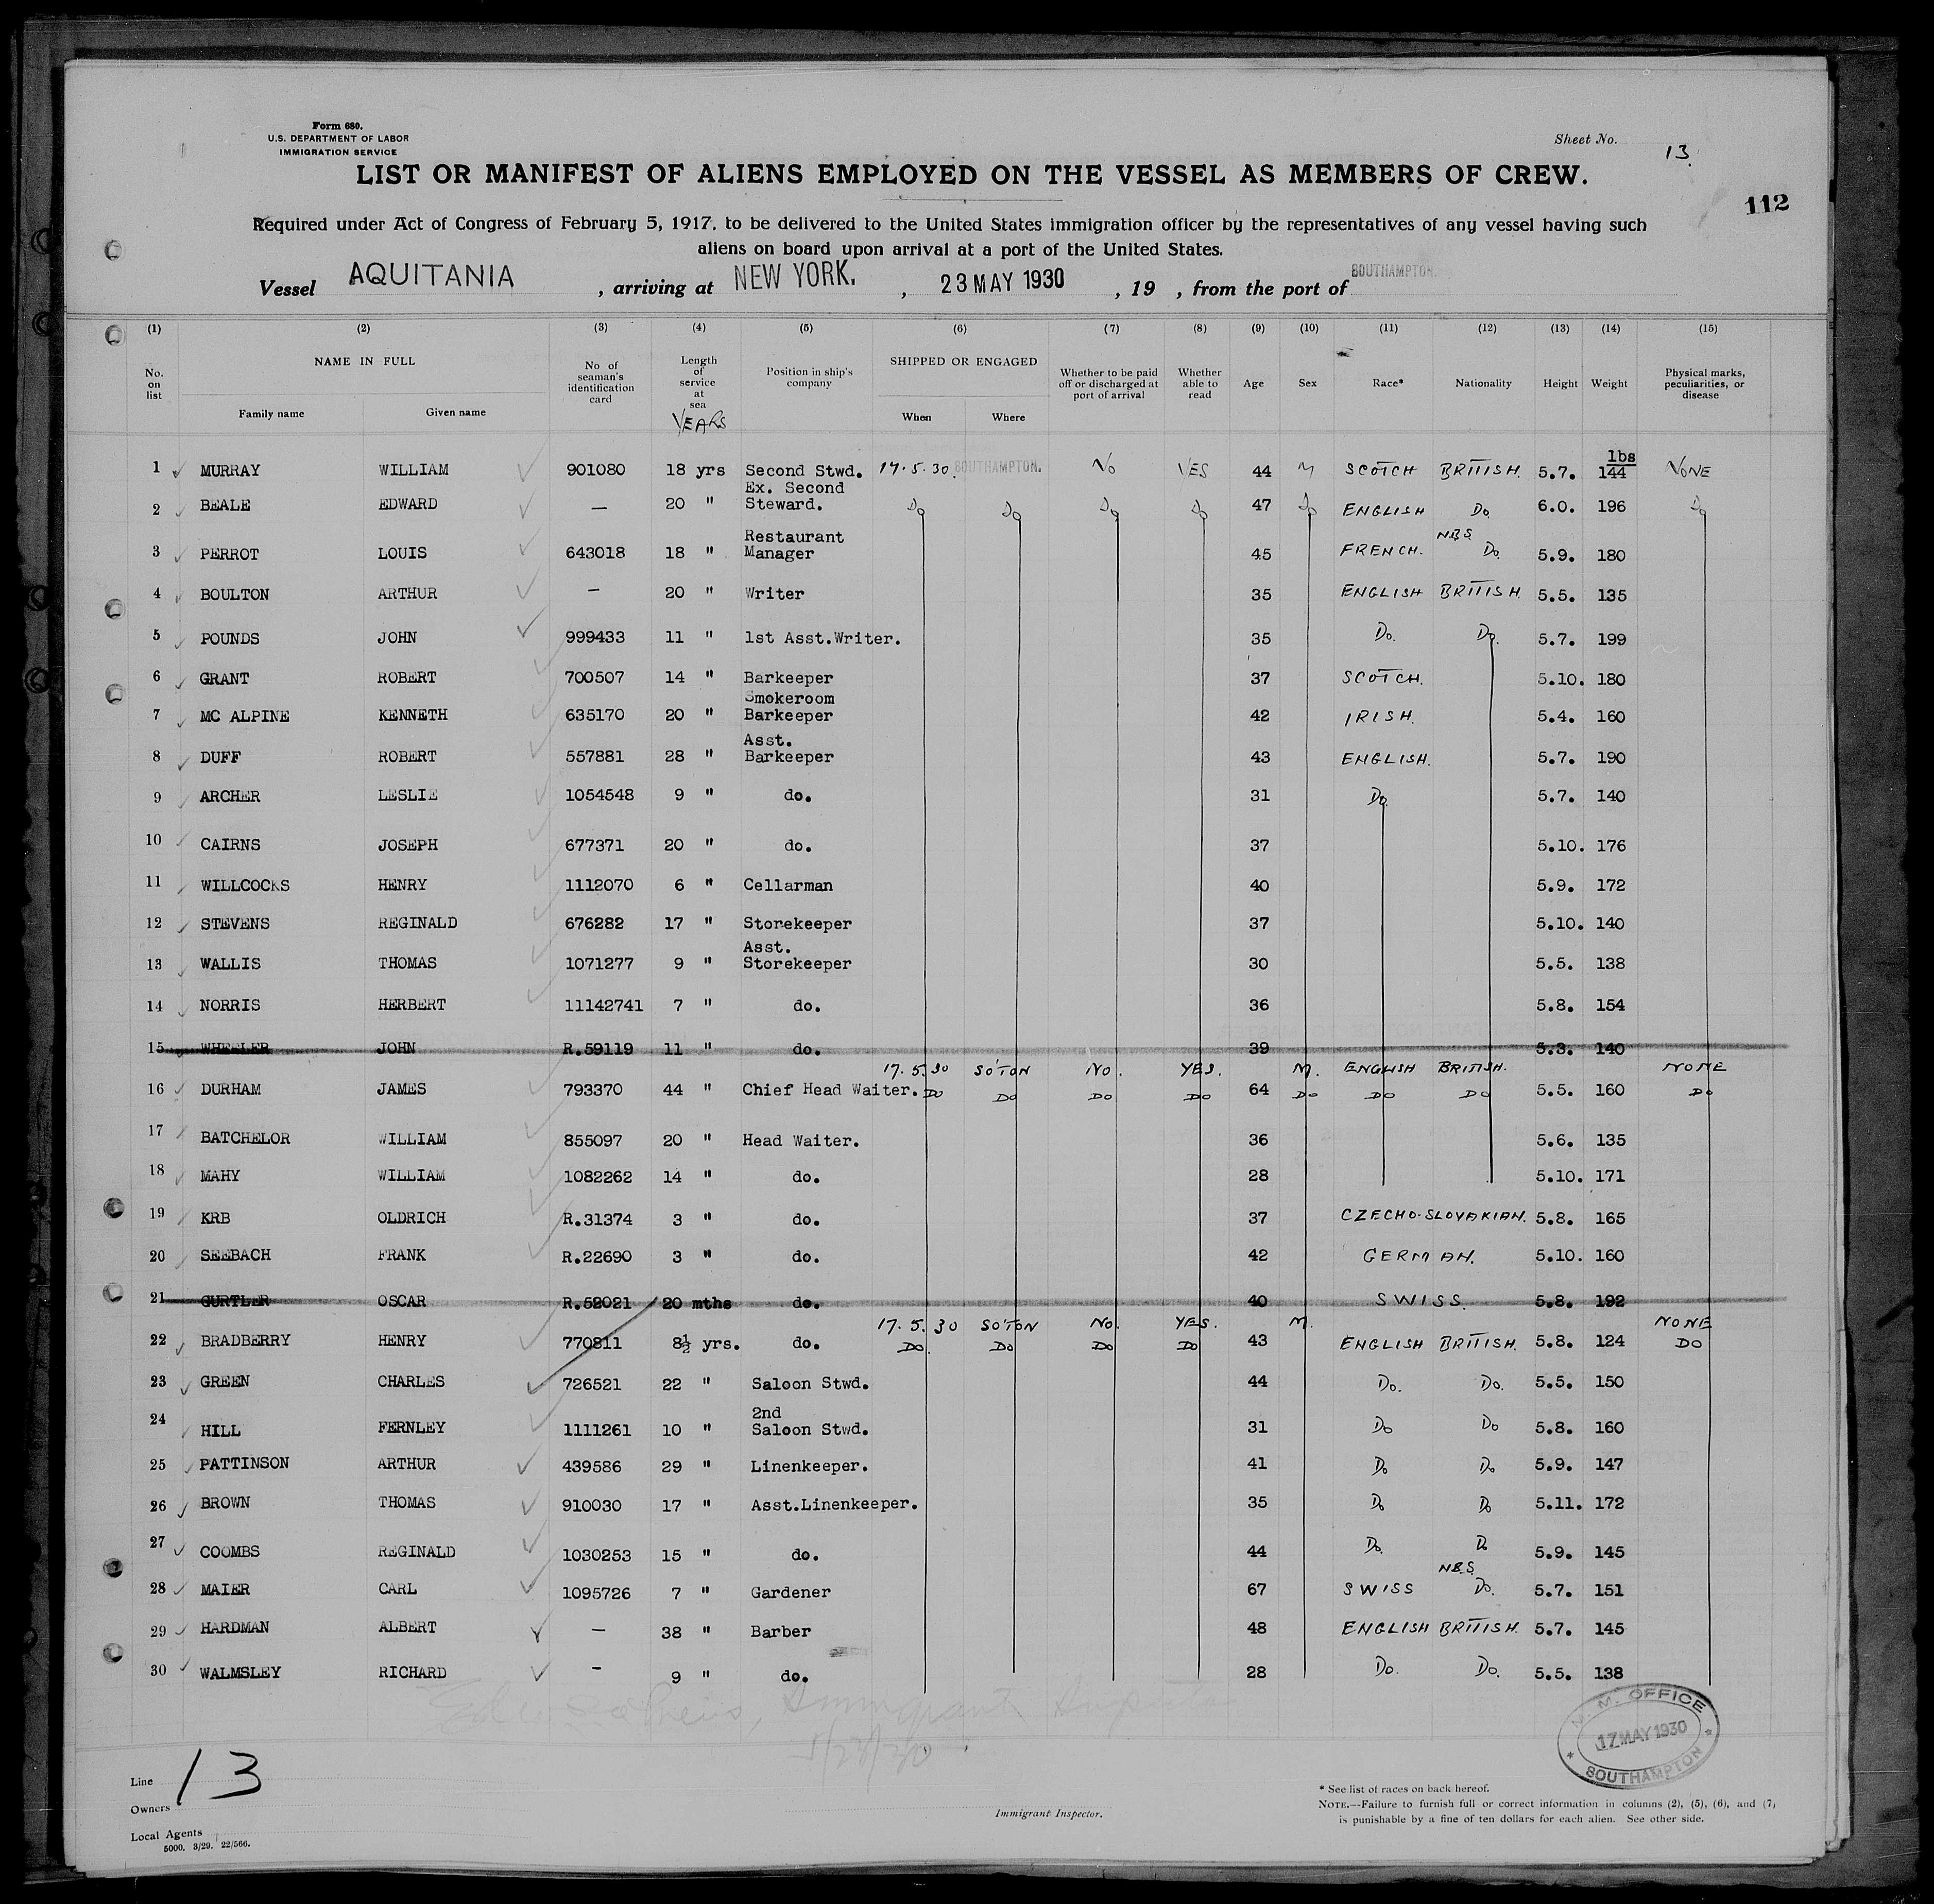 Form 680.
U.S. DEPARTMENT OF LABOR
IMMIGRATION SERVICE
Sheet No. 13.
LIST OR MANIFEST OF ALIENS EMPLOYED ON THE VESSEL AS MEMBERS OF CREW.
112
Required under Act of Congress of February 5, 1917, to be delivered to the United States immigration officer by the representatives of any vessel having such
aliens on board upon arrival at a port of the United States.
Vessel AQUITANIA , arriving at NEW YORK. , 23 MAY 1930 , 19 , from the port of SOUTHAMPTON.
(1) (2) (3) (4) (5) (6) (7) (8) (9) (10) (11) (12) (13) (14) (15)
No. on list NAME IN FULL Family name Given name No of seaman's identification card Length of service at sea YEARS Position in ship's company SHIPPED OR ENGAGED When Where Whether to be paid off or discharged at port of arrival Whether able to read Age Sex Race* Nationality Height Weight Physical marks, peculiarities, or disease
1 MURRAY WILLIAM 901080 18 yrs Second Stwd. 17.5.30. SOUTHAMPTON. No YES 44 M SCOTCH BRITISH. 5.7. lbs 144 NONE
2 BEALE EDWARD — 20 " Ex. Second Steward. Do Do Do Do 47 Do ENGLISH Do 6.0. 196 Do
3 PERROT LOUIS 643018 18 " Restaurant Manager 45 FRENCH. N.B.S. Do. 5.9. 180
4 BOULTON ARTHUR — 20 " Writer 35 ENGLISH BRITISH. 5.5. 135
5 POUNDS JOHN 999433 11 " 1st Asst.Writer. 35 Do. Do. 5.7. 199
6 GRANT ROBERT 700507 14 " Barkeeper 37 SCOTCH. 5.10. 180
7 MC ALPINE KENNETH 635170 20 " Smokeroom Barkeeper 42 IRISH. 5.4. 160
8 DUFF ROBERT 557881 28 " Asst. Barkeeper 43 ENGLISH. 5.7. 190
9 ARCHER LESLIE 1054548 9 " do. 31 Do. 5.7. 140
10 CAIRNS JOSEPH 677371 20 " do. 37 5.10. 176
11 WILLCOCKS HENRY 1112070 6 " Cellarman 40 5.9. 172
12 STEVENS REGINALD 676282 17 " Storekeeper 37 5.10. 140
13 WALLIS THOMAS 1071277 9 " Asst. Storekeeper 30 5.5. 138
14 NORRIS HERBERT 11142741 7 " do. 36 5.8. 154
15 WHEELER JOHN R.59119 11 " do. 39 5.3. 140
17.5.30 SO'TON NO. YES. M. ENGLISH BRITISH. NONE
16 DURHAM JAMES 793370 44 " Chief Head Waiter. DO DO DO DO 64 DO DO DO 5.5. 160 DO
17 BATCHELOR WILLIAM 855097 20 " Head Waiter. 36 5.6. 135
18 MAHY WILLIAM 1082262 14 " do. 28 5.10. 171
19 KRB OLDRICH R.31374 3 " do. 37 CZECHO-SLOVAKIAN. 5.8. 165
20 SEEBACH FRANK R.22690 3 " do. 42 GERMAN. 5.10. 160
21 GURTLER OSCAR R.52021 20 mths do. 40 SWISS. 5.8. 192
17.5.30 SO'TON NO. YES. M. NONE
22 BRADBERRY HENRY 770811 8½ yrs. do. DO. DO DO DO 43 ENGLISH BRITISH. 5.8. 124 DO
23 GREEN CHARLES 726521 22 " Saloon Stwd. 44 Do. Do. 5.5. 150
24 HILL FERNLEY 1111261 10 " 2nd Saloon Stwd. 31 Do Do 5.8. 160
25 PATTINSON ARTHUR 439586 29 " Linenkeeper. 41 Do Do 5.9. 147
26 BROWN THOMAS 910030 17 " Asst.Linenkeeper. 35 Do Do 5.11. 172
27 COOMBS REGINALD 1030253 15 " do. 44 Do. Do 5.9. 145
28 MAIER CARL 1095726 7 " Gardener 67 SWISS N.B.S. Do. 5.7. 151
29 HARDMAN ALBERT — 38 " Barber 48 ENGLISH BRITISH. 5.7. 145
30 WALMSLEY RICHARD — 9 " do. 28 Do. Do. 5.5. 138
M. M. OFFICE
17 MAY 1930
SOUTHAMPTON
Line 13
Owners
Local Agents
5000. 3/29. 22/566.
Immigrant Inspector.
* See list of races on back hereof.
NOTE.—Failure to furnish full or correct information in columns (2), (5), (6), and (7)
is punishable by a fine of ten dollars for each alien. See other side.